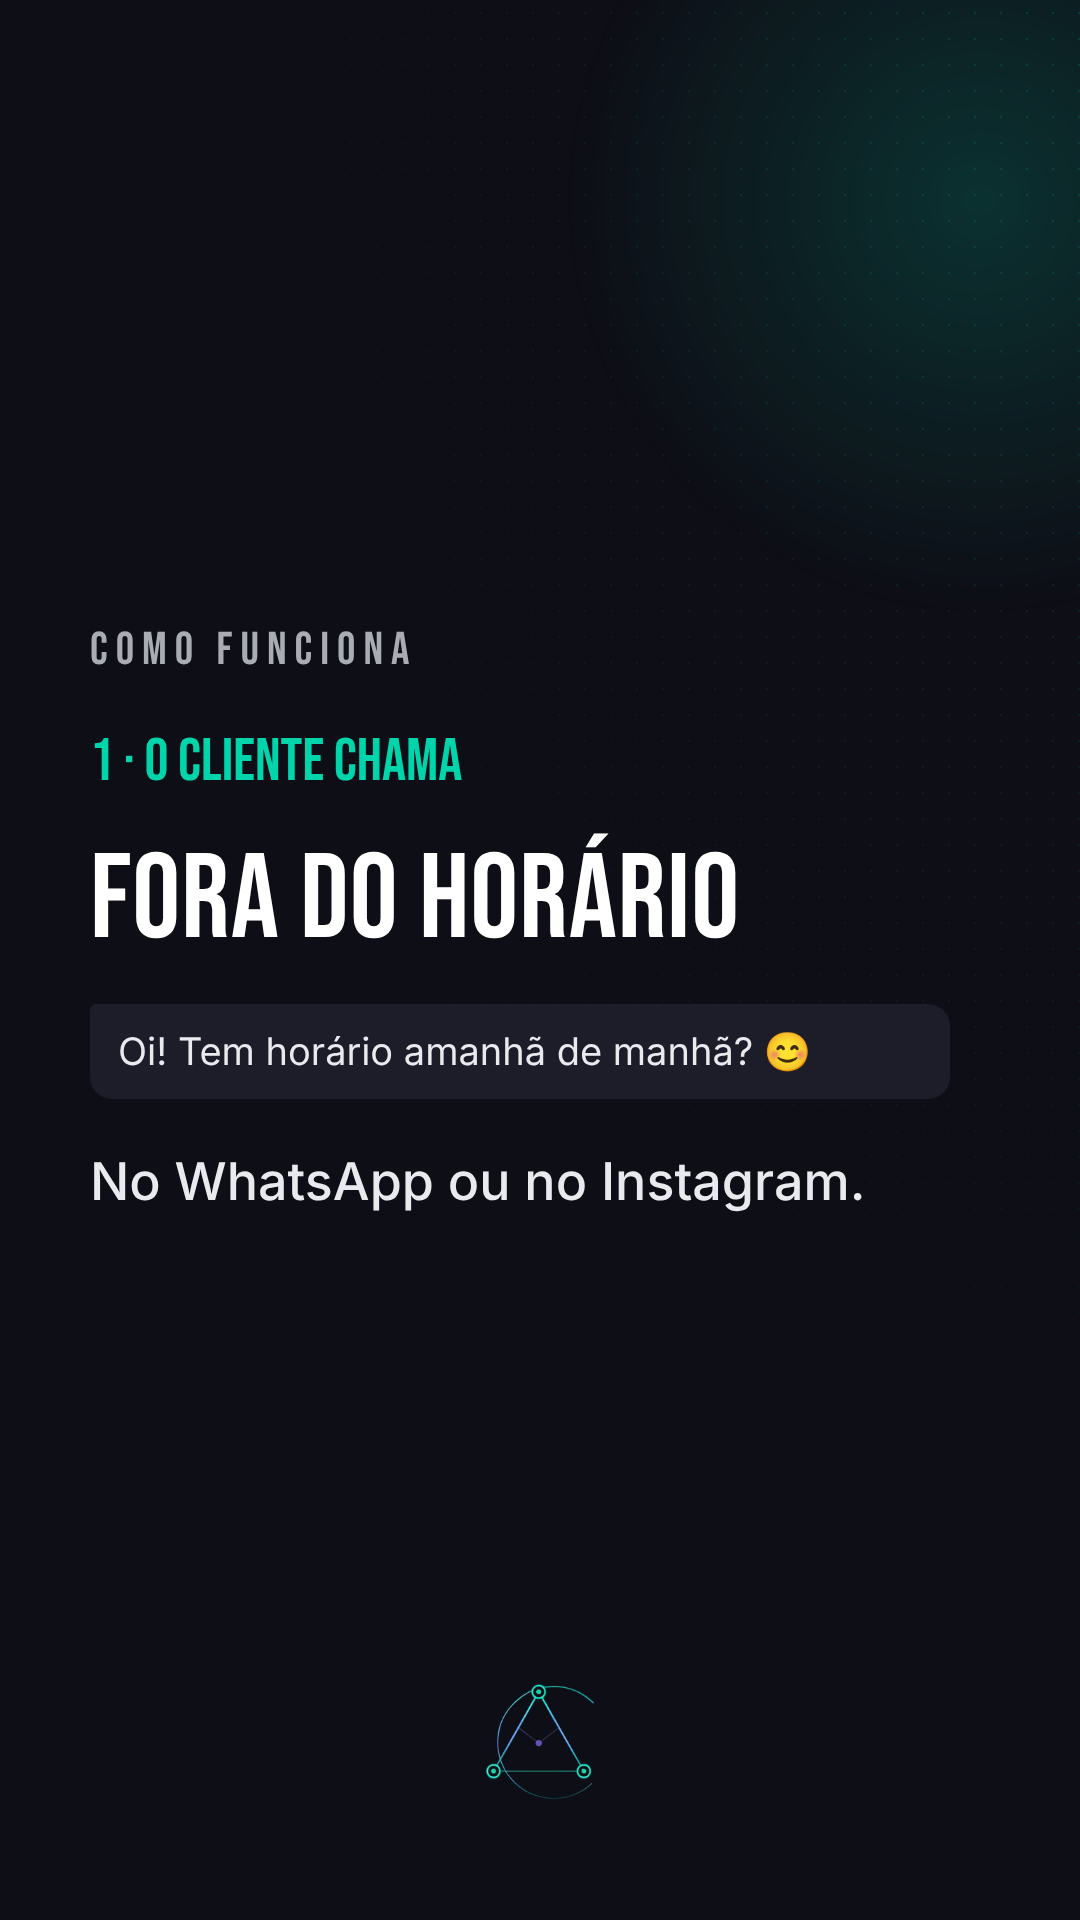 COMO FUNCIONA
1 · O CLIENTE CHAMA
FORA DO HORÁRIO
Oi! Tem horário amanhã de manhã? 😊
No WhatsApp ou no Instagram.